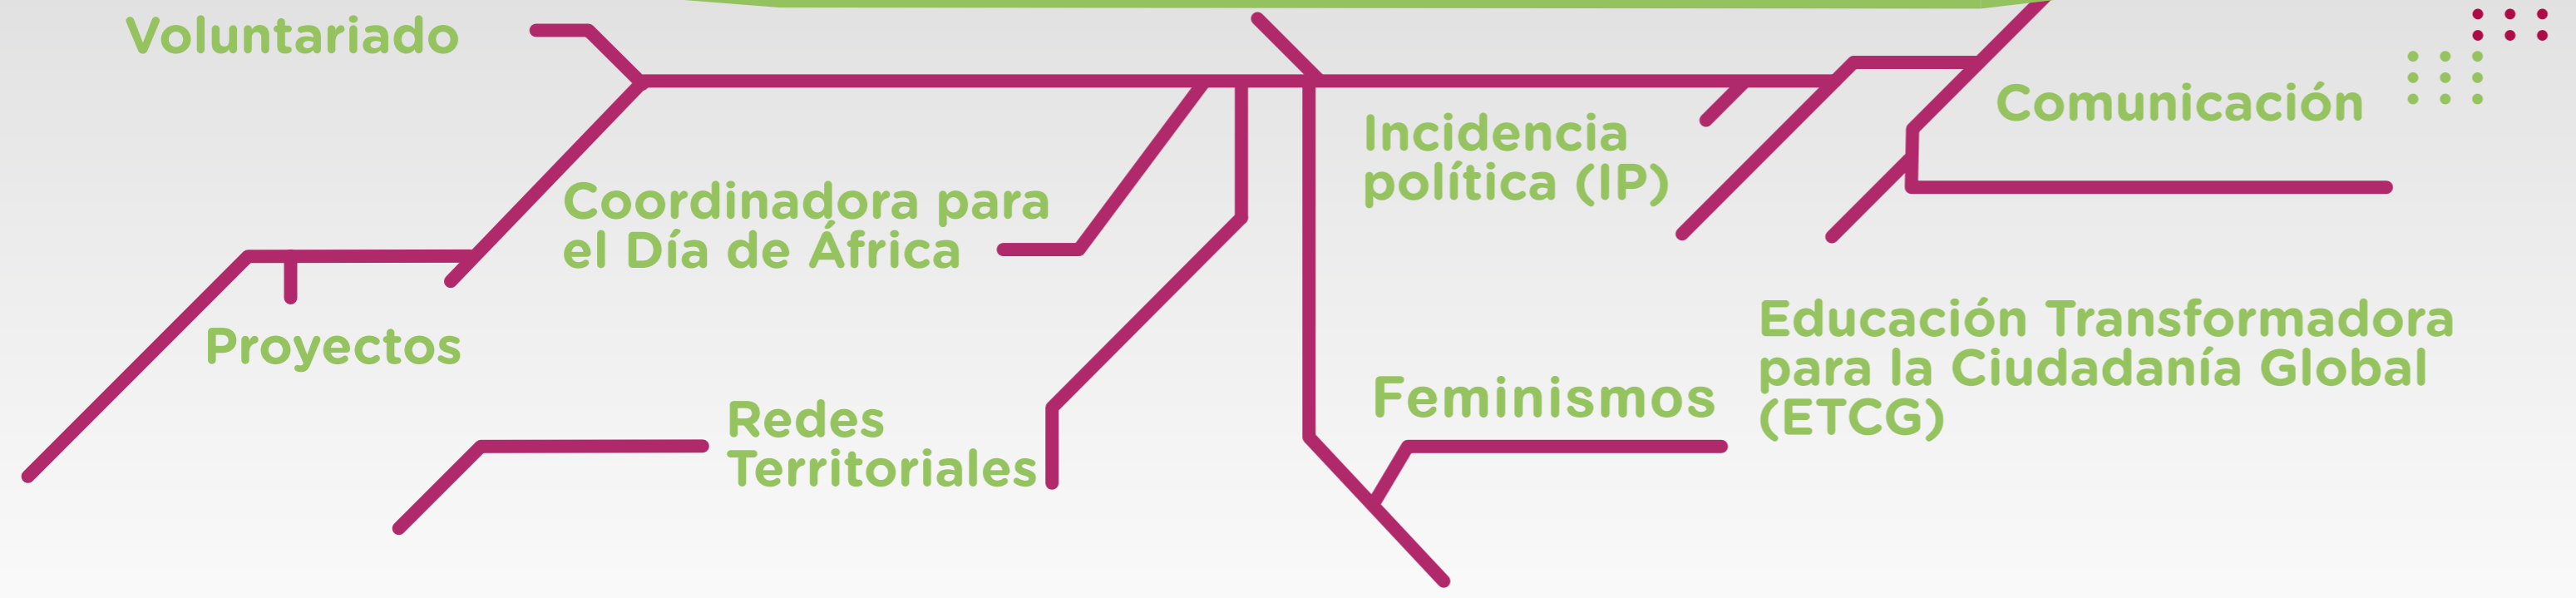 Voluntariado
Comunicación
Incidencia
política (IP)
Coordinadora para
el Día de África
Proyectos
Educación Transformadora
para la Ciudadanía Global
(ETCG)
Feminismos
Redes
Territoriales